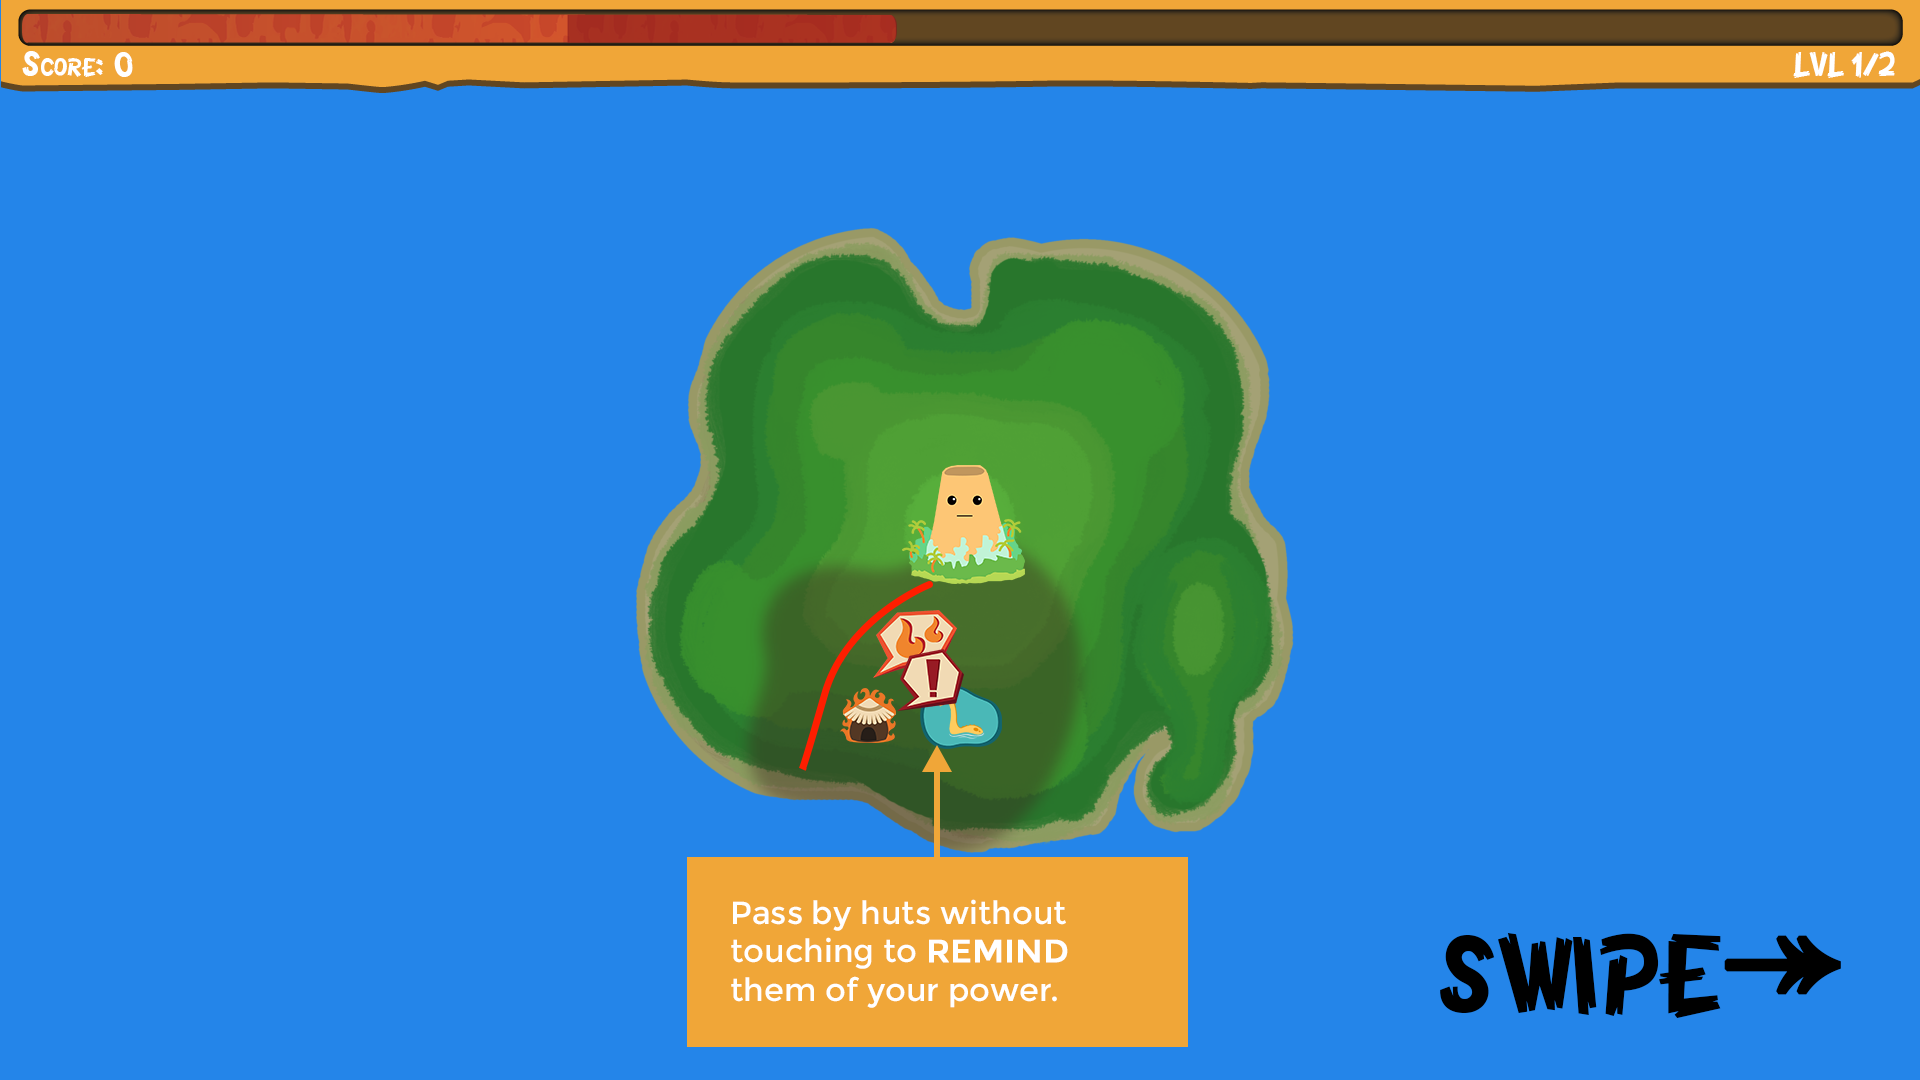 Score: 0
LVL 1/2
!
Pass by huts without
touching to REMIND
them of your power.
SWIPE